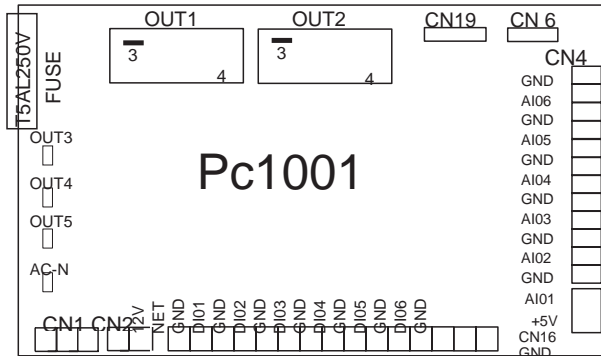 OUT1
OUT2
CN19
CN 6
CN4
T5AL250V
FUSE
3
4
3
4
GND
AI06
GND
AI05
GND
AI04
GND
AI03
GND
AI02
GND
AI01
+5V
CN16
GND
OUT3
OUT4
OUT5
AC-N
Pc1001
CN1
CN2
12V
NET
GND
DI01
GND
DI02
GND
DI03
GND
DI04
GND
DI05
GND
DI06
GND